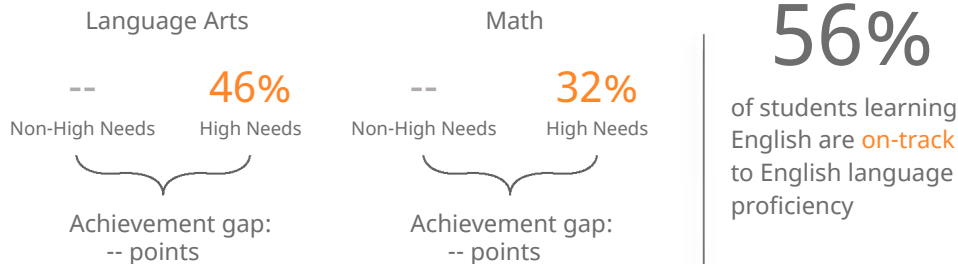 Language Arts
-- 46%
Non-High Needs High Needs
Achievement gap:
-- points
Math
-- 32%
Non-High Needs High Needs
Achievement gap:
-- points
56%
of students learning
English are on-track
to English language
proficiency